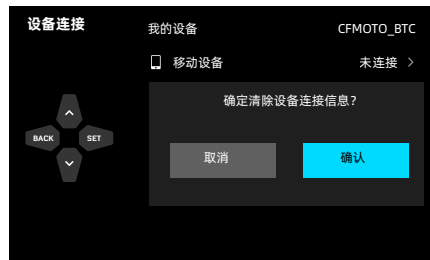 设备连接
我的设备 CFMOTO_BTC
移动设备 未连接
确定清除设备连接信息?
BACK SET
取消 确认